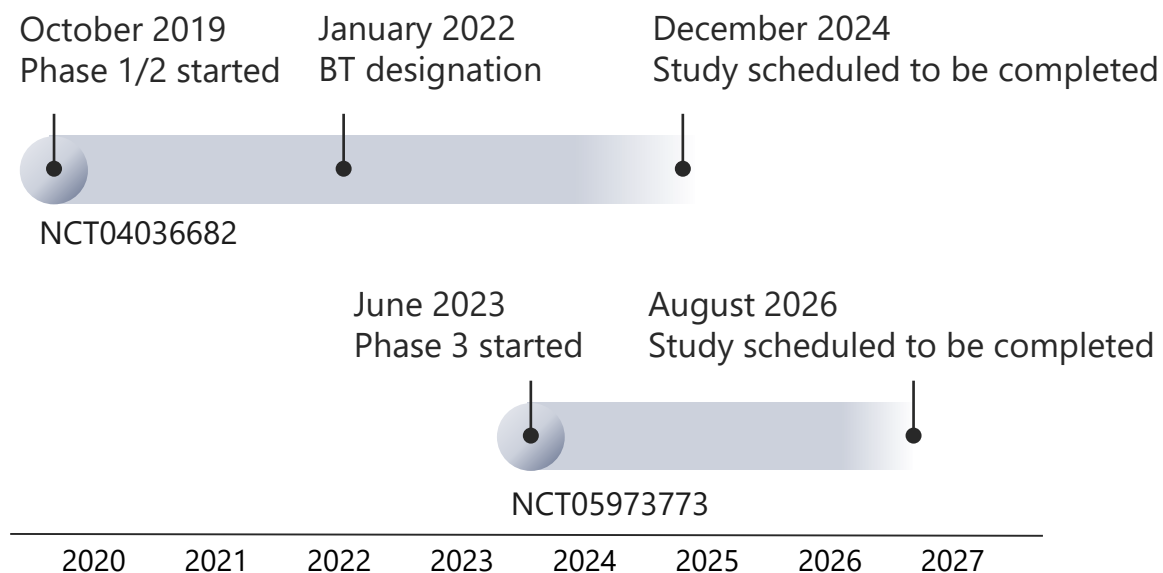 October 2019
Phase 1/2 started
January 2022
BT designation
December 2024
Study scheduled to be completed
NCT04036682
June 2023
Phase 3 started
August 2026
Study scheduled to be completed
NCT05973773
2020 2021 2022 2023 2024 2025 2026 2027